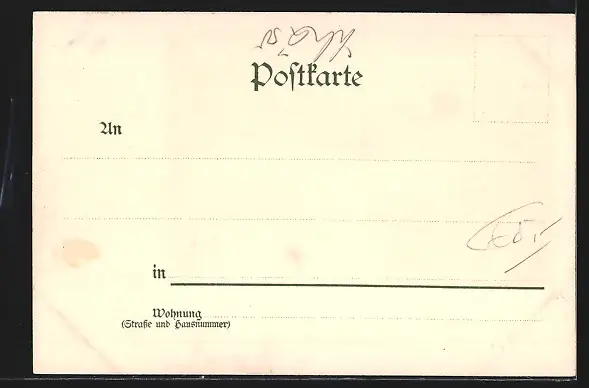 Postkarte
An
in
Wohnung
(Straße und Hausnummer)